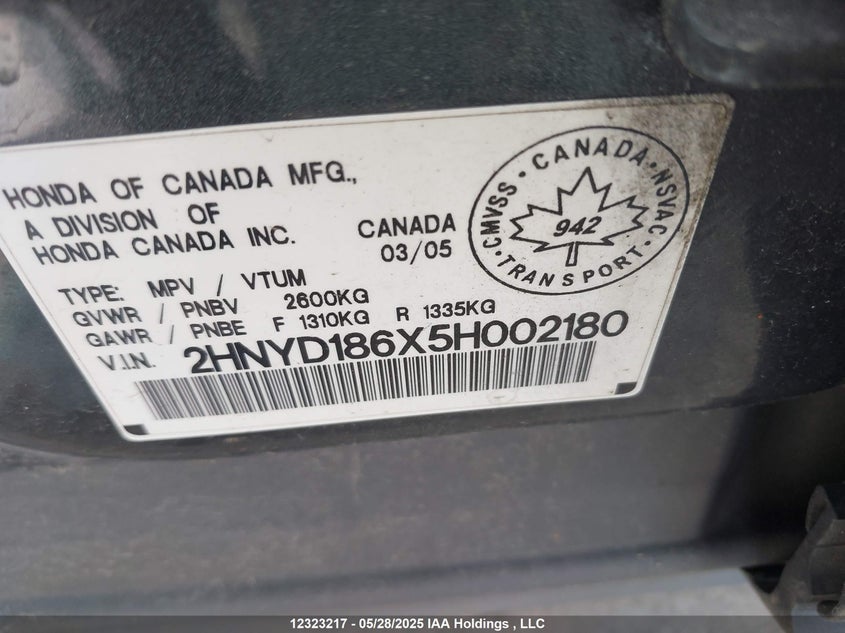 HONDA OF CANADA MFG.,
A DIVISION OF
HONDA CANADA INC.
CANADA
03/05
TYPE: MPV / VTUM
GVWR / PNBV 2600KG
GAWR / PNBE F 1310KG R 1335KG
V.I.N. 2HNYD186X5H002180
CMVSS · CANADA · NSVAC
942
· TRANSPORT ·
12323217 - 05/28/2025 IAA Holdings , LLC